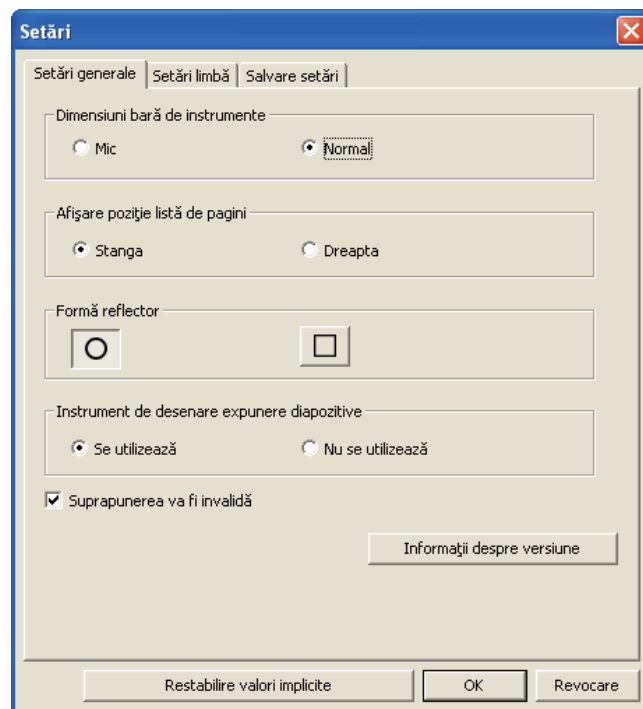 Setări
Setări generale Setări limbă Salvare setări
Dimensiuni bară de instrumente
Mic Normal
Afişare poziţie listă de pagini
Stanga Dreapta
Formă reflector
Instrument de desenare expunere diapozitive
Se utilizează Nu se utilizează
Suprapunerea va fi invalidă
Informaţii despre versiune
Restabilire valori implicite OK Revocare